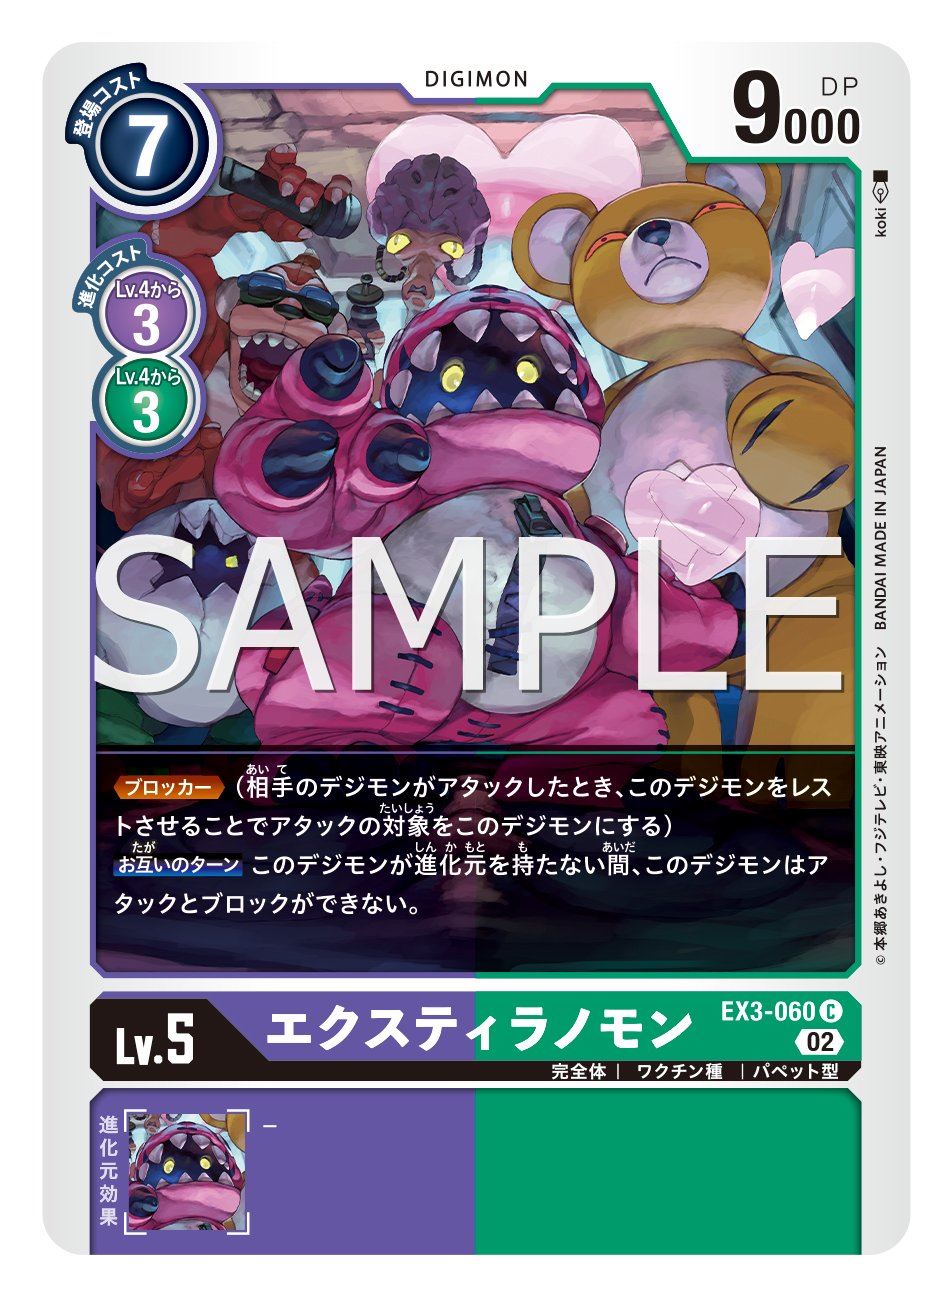 DIGIMON
登場コスト
7
DP
9000
進化コスト
Lv.4から
3
Lv.4から
3
koki
BANDAI MADE IN JAPAN
©本郷あきよし・フジテレビ・東映アニメーション
SAMPLE
ブロッカー (相手のデジモンがアタックしたとき、このデジモンをレス
トさせることでアタックの対象をこのデジモンにする)
お互いのターン このデジモンが進化元を持たない間、このデジモンはア
タックとブロックができない。
Lv.5
エクスティラノモン
EX3-060 C
02
完全体 | ワクチン種 | パペット型
進化元効果
–